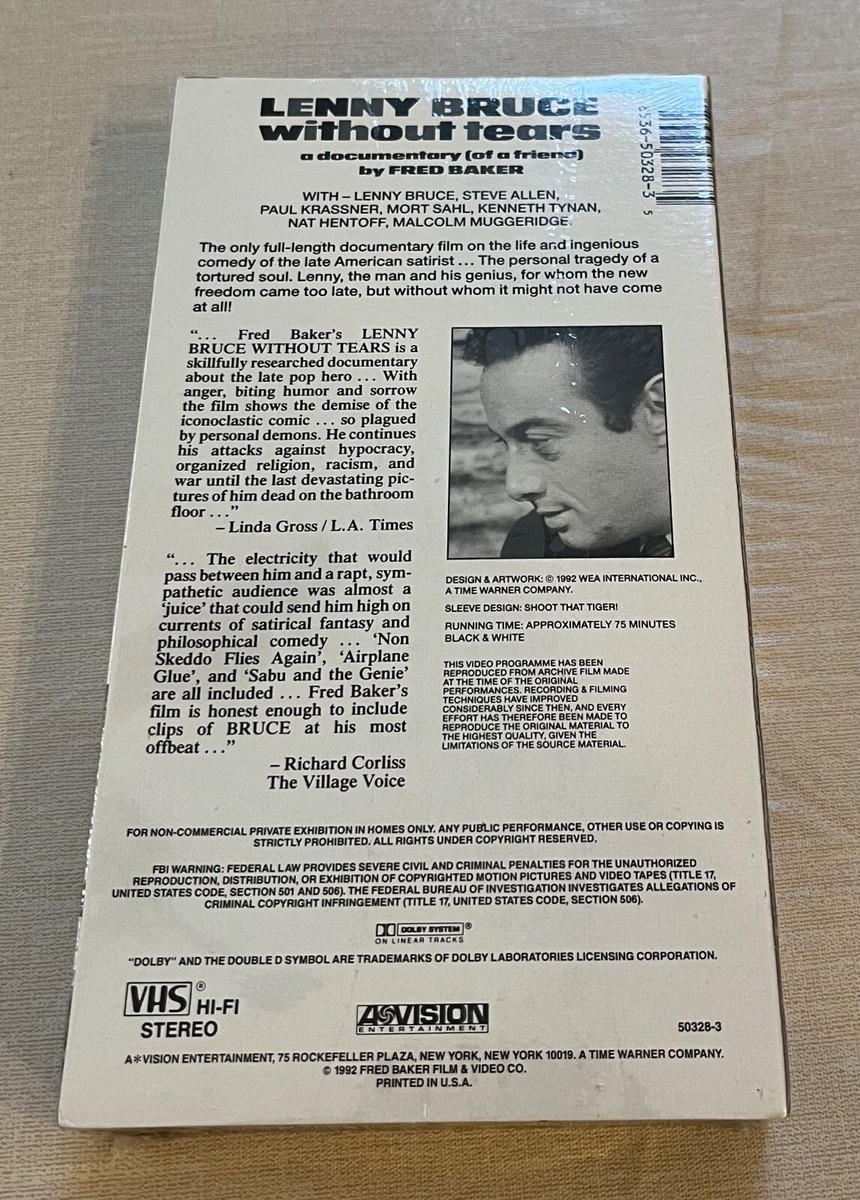 LENNY BRUCE
without tears
a documentary (of a friend)
by FRED BAKER
8536-50328-3 5
WITH – LENNY BRUCE, STEVE ALLEN,
PAUL KRASSNER, MORT SAHL, KENNETH TYNAN,
NAT HENTOFF, MALCOLM MUGGERIDGE.
The only full-length documentary film on the life and ingenious
comedy of the late American satirist ... The personal tragedy of a
tortured soul. Lenny, the man and his genius, for whom the new
freedom came too late, but without whom it might not have come
at all!
“... Fred Baker's LENNY
BRUCE WITHOUT TEARS is a
skillfully researched documentary
about the late pop hero ... With
anger, biting humor and sorrow
the film shows the demise of the
iconoclastic comic ... so plagued
by personal demons. He continues
his attacks against hypocracy,
organized religion, racism, and
war until the last devastating pic-
tures of him dead on the bathroom
floor ...”
– Linda Gross / L.A. Times
“... The electricity that would
pass between him and a rapt, sym-
pathetic audience was almost a
‘juice’ that could send him high on
currents of satirical fantasy and
philosophical comedy ... ‘Non
Skeddo Flies Again’, ‘Airplane
Glue’, and ‘Sabu and the Genie’
are all included ... Fred Baker's
film is honest enough to include
clips of BRUCE at his most
offbeat ...”
– Richard Corliss
The Village Voice
DESIGN & ARTWORK: © 1992 WEA INTERNATIONAL INC.,
A TIME WARNER COMPANY.
SLEEVE DESIGN: SHOOT THAT TIGER!
RUNNING TIME: APPROXIMATELY 75 MINUTES
BLACK & WHITE
THIS VIDEO PROGRAMME HAS BEEN
REPRODUCED FROM ARCHIVE FILM MADE
AT THE TIME OF THE ORIGINAL
PERFORMANCES. RECORDING & FILMING
TECHNIQUES HAVE IMPROVED
CONSIDERABLY SINCE THEN, AND EVERY
EFFORT HAS THEREFORE BEEN MADE TO
REPRODUCE THE ORIGINAL MATERIAL TO
THE HIGHEST QUALITY, GIVEN THE
LIMITATIONS OF THE SOURCE MATERIAL.
FOR NON-COMMERCIAL PRIVATE EXHIBITION IN HOMES ONLY. ANY PUBLIC PERFORMANCE, OTHER USE OR COPYING IS
STRICTLY PROHIBITED. ALL RIGHTS UNDER COPYRIGHT RESERVED.
FBI WARNING: FEDERAL LAW PROVIDES SEVERE CIVIL AND CRIMINAL PENALTIES FOR THE UNAUTHORIZED
REPRODUCTION, DISTRIBUTION, OR EXHIBITION OF COPYRIGHTED MOTION PICTURES AND VIDEO TAPES (TITLE 17,
UNITED STATES CODE, SECTION 501 AND 506). THE FEDERAL BUREAU OF INVESTIGATION INVESTIGATES ALLEGATIONS OF
CRIMINAL COPYRIGHT INFRINGEMENT (TITLE 17, UNITED STATES CODE, SECTION 506).
DOLBY SYSTEM ®
ON LINEAR TRACKS
“DOLBY” AND THE DOUBLE D SYMBOL ARE TRADEMARKS OF DOLBY LABORATORIES LICENSING CORPORATION.
VHS ® HI-FI
STEREO
A*VISION
ENTERTAINMENT
50328-3
A*VISION ENTERTAINMENT, 75 ROCKEFELLER PLAZA, NEW YORK, NEW YORK 10019. A TIME WARNER COMPANY.
© 1992 FRED BAKER FILM & VIDEO CO.
PRINTED IN U.S.A.